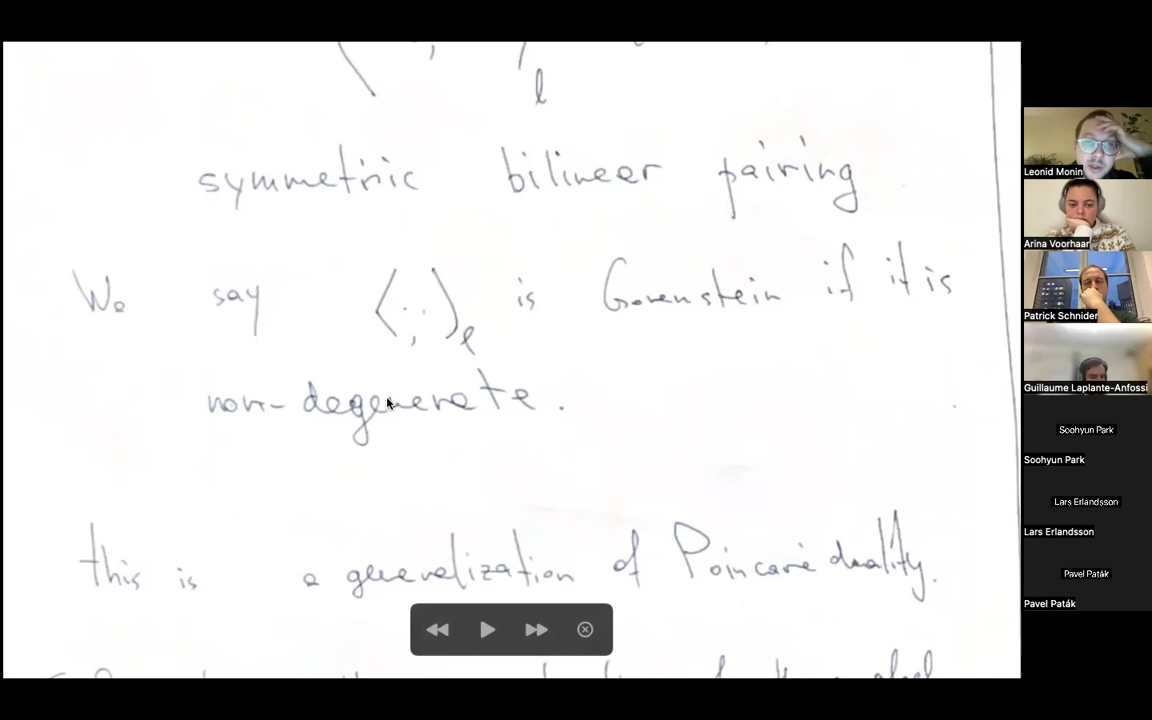 l
symmetric bilinear pairing
We say ⟨.,.⟩l is Gorenstein if it is
non-degenerate.
this is a generalization of Poincaré duality.
Leonid Monin
Arina Voorhaar
Patrick Schnider
Guillaume Laplante-Anfossi
Soohyun Park
Soohyun Park
Lars Erlandsson
Lars Erlandsson
Pavel Paták
Pavel Paták